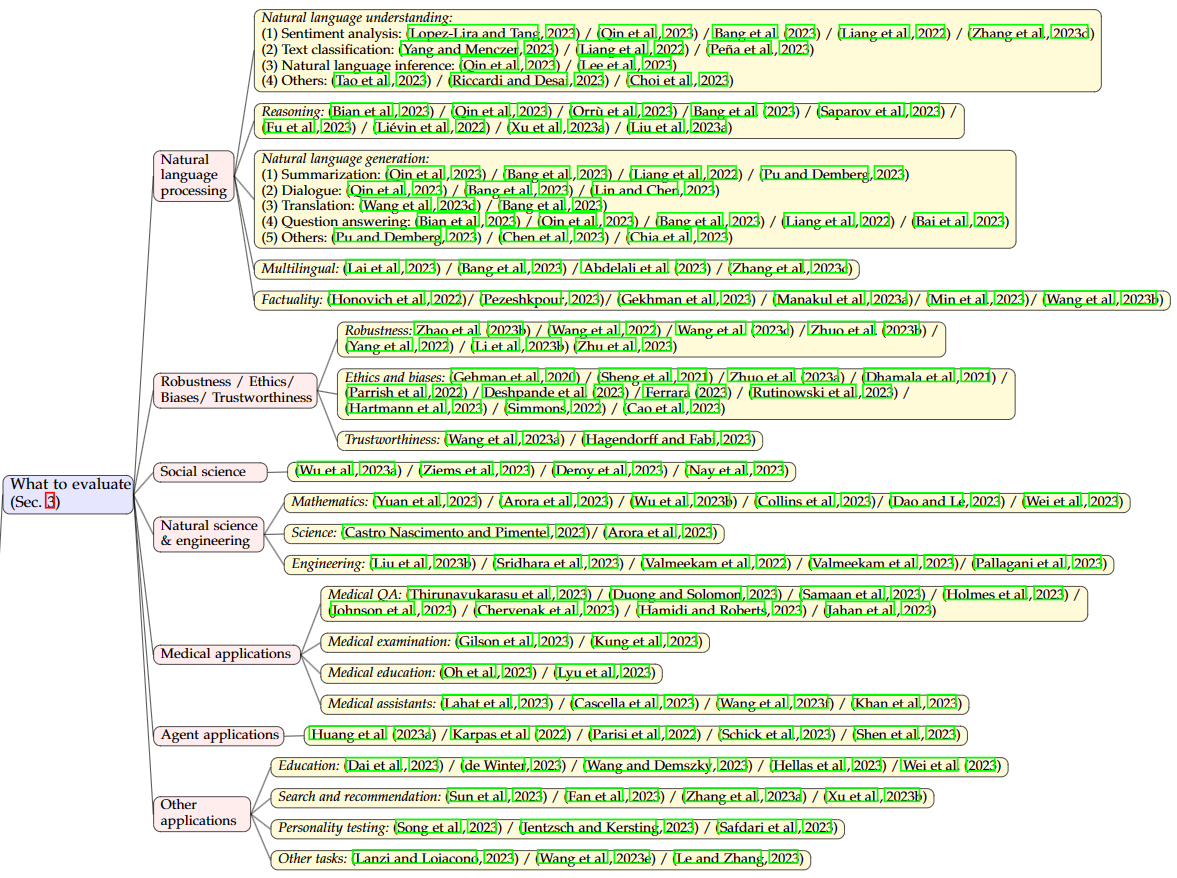 What to evaluate
(Sec. 3)
Natural
language
processing
Natural language understanding:
(1) Sentiment analysis: (Lopez-Lira and Tang, 2023) / (Qin et al., 2023) / Bang et al. (2023) / (Liang et al., 2022) / (Zhang et al., 2023d)
(2) Text classification: (Yang and Menczer, 2023) / (Liang et al., 2022) / (Peña et al., 2023)
(3) Natural language inference: (Qin et al., 2023) / (Lee et al., 2023)
(4) Others: (Tao et al., 2023) / (Riccardi and Desai, 2023) / (Choi et al., 2023)
Reasoning: (Bian et al., 2023) / (Qin et al., 2023) / (Orrù et al., 2023) / Bang et al. (2023) / (Saparov et al., 2023) /
(Fu et al., 2023) / (Liévin et al., 2022) / (Xu et al., 2023a) / (Liu et al., 2023a)
Natural language generation:
(1) Summarization: (Qin et al., 2023) / (Bang et al., 2023) / (Liang et al., 2022) / (Pu and Demberg, 2023)
(2) Dialogue: (Qin et al., 2023) / (Bang et al., 2023) / (Lin and Chen, 2023)
(3) Translation: (Wang et al., 2023d) / (Bang et al., 2023)
(4) Question answering: (Bian et al., 2023) / (Qin et al., 2023) / (Bang et al., 2023) / (Liang et al., 2022) / (Bai et al., 2023)
(5) Others: (Pu and Demberg, 2023) / (Chen et al., 2023) / (Chia et al., 2023)
Multilingual: (Lai et al., 2023) / (Bang et al., 2023) / Abdelali et al. (2023) / (Zhang et al., 2023c)
Factuality: (Honovich et al., 2022)/ (Pezeshkpour, 2023)/ (Gekhman et al., 2023) / (Manakul et al., 2023a)/ (Min et al., 2023)/ (Wang et al., 2023b)
Robustness / Ethics/
Biases/ Trustworthiness
Robustness: Zhao et al. (2023b) / (Wang et al., 2022) / Wang et al. (2023c) / Zhuo et al. (2023b) /
(Yang et al., 2022) / (Li et al., 2023b) (Zhu et al., 2023)
Ethics and biases: (Gehman et al., 2020) / (Sheng et al., 2021) / Zhuo et al. (2023a) / (Dhamala et al., 2021) /
(Parrish et al., 2022) / Deshpande et al. (2023) / Ferrara (2023) / (Rutinowski et al., 2023) /
(Hartmann et al., 2023) / (Simmons, 2022) / (Cao et al., 2023)
Trustworthiness: (Wang et al., 2023a) / (Hagendorff and Fabi, 2023)
Social science
(Wu et al., 2023a) / (Ziems et al., 2023) / (Deroy et al., 2023) / (Nay et al., 2023)
Natural science
& engineering
Mathematics: (Yuan et al., 2023) / (Arora et al., 2023) / (Wu et al., 2023b) / (Collins et al., 2023)/ (Dao and Le, 2023) / (Wei et al., 2023)
Science: (Castro Nascimento and Pimentel, 2023)/ (Arora et al., 2023)
Engineering: (Liu et al., 2023b) / (Sridhara et al., 2023) / (Valmeekam et al., 2022) / (Valmeekam et al., 2023)/ (Pallagani et al., 2023)
Medical applications
Medical QA: (Thirunavukarasu et al., 2023) / (Duong and Solomon, 2023) / (Samaan et al., 2023) / (Holmes et al., 2023) /
(Johnson et al., 2023) / (Chervenak et al., 2023) / (Hamidi and Roberts, 2023) / (Jahan et al., 2023)
Medical examination: (Gilson et al., 2023) / (Kung et al., 2023)
Medical education: (Oh et al., 2023) / (Lyu et al., 2023)
Medical assistants: (Lahat et al., 2023) / (Cascella et al., 2023) / (Wang et al., 2023f) / (Khan et al., 2023)
Agent applications
Huang et al. (2023a) / Karpas et al. (2022) / (Parisi et al., 2022) / (Schick et al., 2023) / (Shen et al., 2023)
Other
applications
Education: (Dai et al., 2023) / (de Winter, 2023) / (Wang and Demszky, 2023) / (Hellas et al., 2023) / Wei et al. (2023)
Search and recommendation: (Sun et al., 2023) / (Fan et al., 2023) / (Zhang et al., 2023a) / (Xu et al., 2023b)
Personality testing: (Song et al., 2023) / (Jentzsch and Kersting, 2023) / (Safdari et al., 2023)
Other tasks: (Lanzi and Loiacono, 2023) / (Wang et al., 2023e) / (Le and Zhang, 2023)